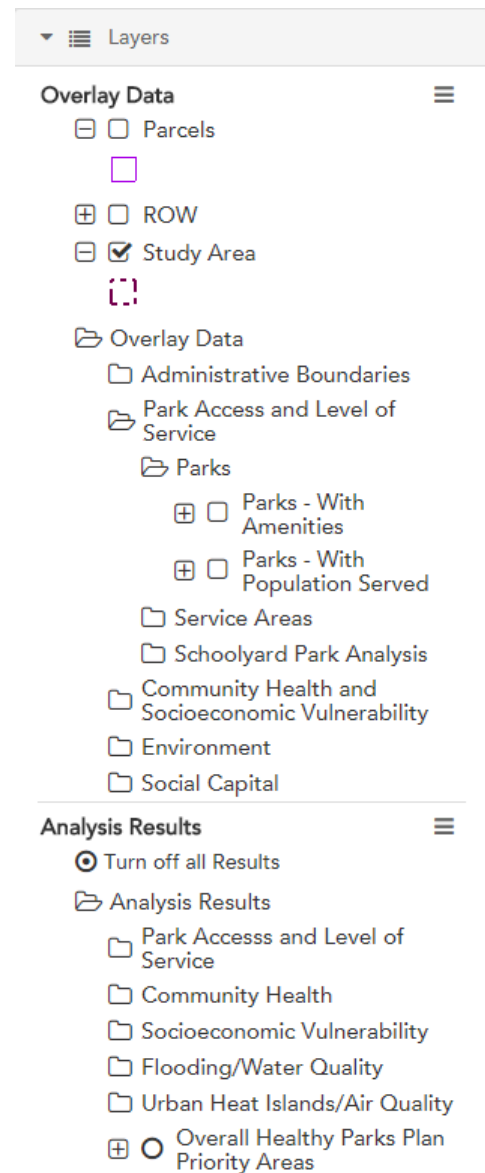 Layers
Overlay Data
Parcels
ROW
Study Area
Overlay Data
Administrative Boundaries
Park Access and Level of
Service
Parks
Parks - With
Amenities
Parks - With
Population Served
Service Areas
Schoolyard Park Analysis
Community Health and
Socioeconomic Vulnerability
Environment
Social Capital
Analysis Results
Turn off all Results
Analysis Results
Park Accesss and Level of
Service
Community Health
Socioeconomic Vulnerability
Flooding/Water Quality
Urban Heat Islands/Air Quality
Overall Healthy Parks Plan
Priority Areas